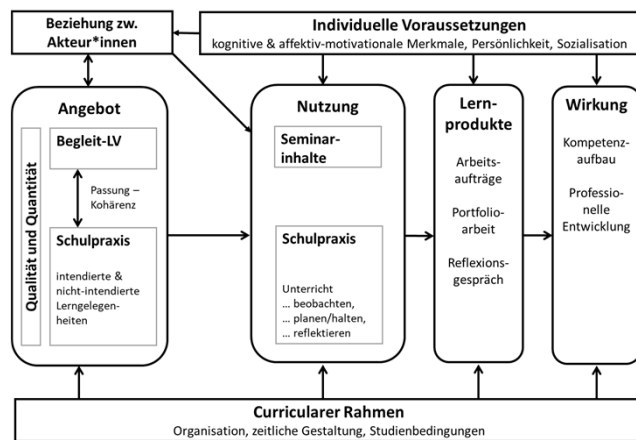 Beziehung zw.
Akteur*innen
Individuelle Voraussetzungen
kognitive & affektiv-motivationale Merkmale, Persönlichkeit, Sozialisation
Angebot
Qualität und Quantität
Begleit-LV
Passung –
Kohärenz
Schulpraxis
intendierte &
nicht-intendierte
Lerngelegen-
heiten
Nutzung
Seminar-
inhalte
Schulpraxis
Unterricht
... beobachten,
... planen/halten,
... reflektieren
Lern-
produkte
Arbeits-
aufträge
Portfolio-
arbeit
Reflexions-
gespräch
Wirkung
Kompetenz-
aufbau
Professio-
nelle
Entwicklung
Curricularer Rahmen
Organisation, zeitliche Gestaltung, Studienbedingungen